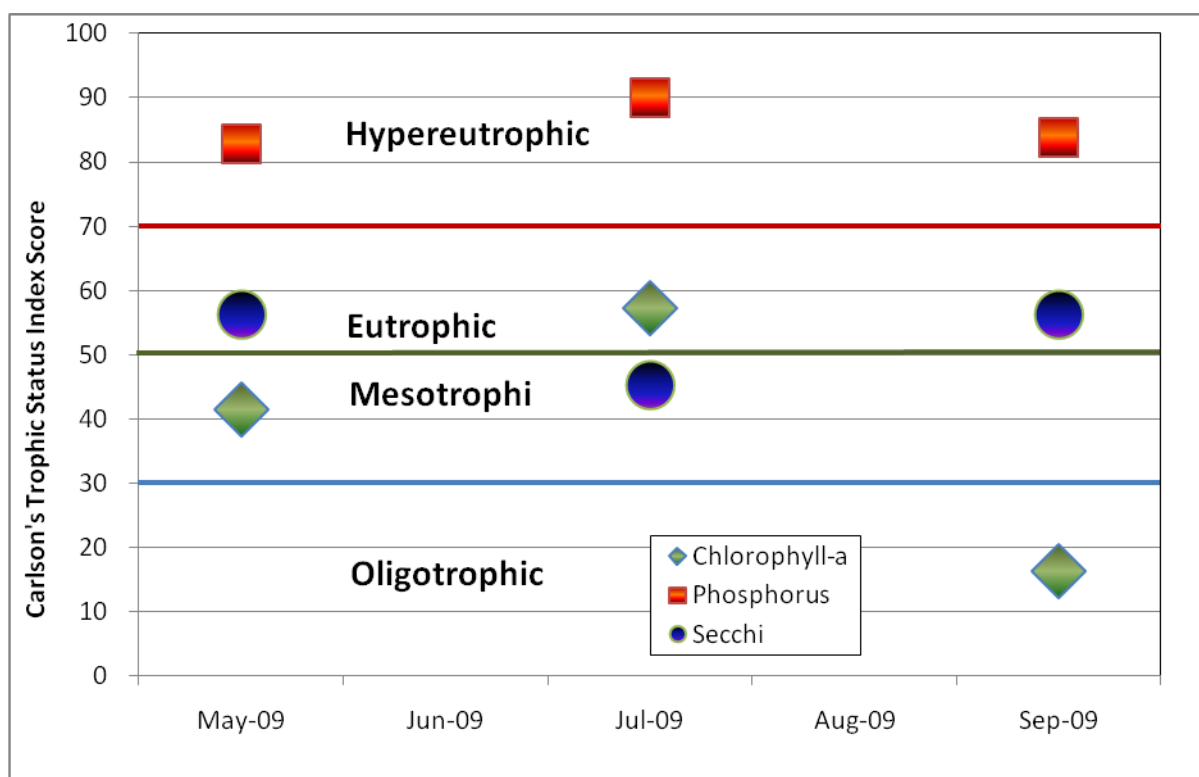 Carlson's Trophic Status Index Score
100
90
80
70
60
50
40
30
20
10
0
Hypereutrophic
Eutrophic
Mesotrophi
Oligotrophic
Chlorophyll-a
Phosphorus
Secchi
May-09
Jun-09
Jul-09
Aug-09
Sep-09